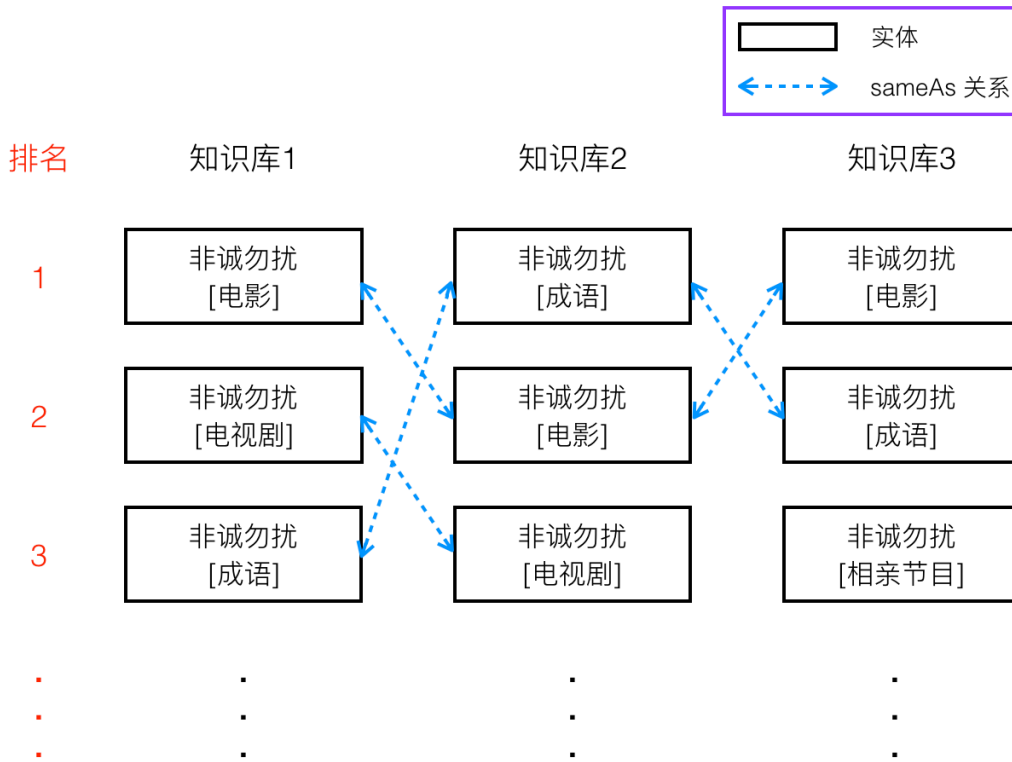 实体
sameAs 关系
排名 知识库1 知识库2 知识库3
1
非诚勿扰
[电影]
非诚勿扰
[成语]
非诚勿扰
[电影]
2
非诚勿扰
[电视剧]
非诚勿扰
[电影]
非诚勿扰
[成语]
3
非诚勿扰
[成语]
非诚勿扰
[电视剧]
非诚勿扰
[相亲节目]